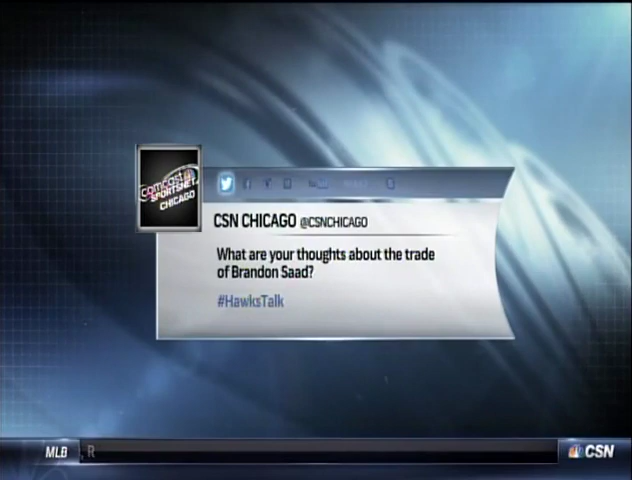 comcast
SPORTSNET
CHICAGO
CSN CHICAGO @CSNCHICAGO
What are your thoughts about the trade
of Brandon Saad?
#HawksTalk
MLB
R
CSN